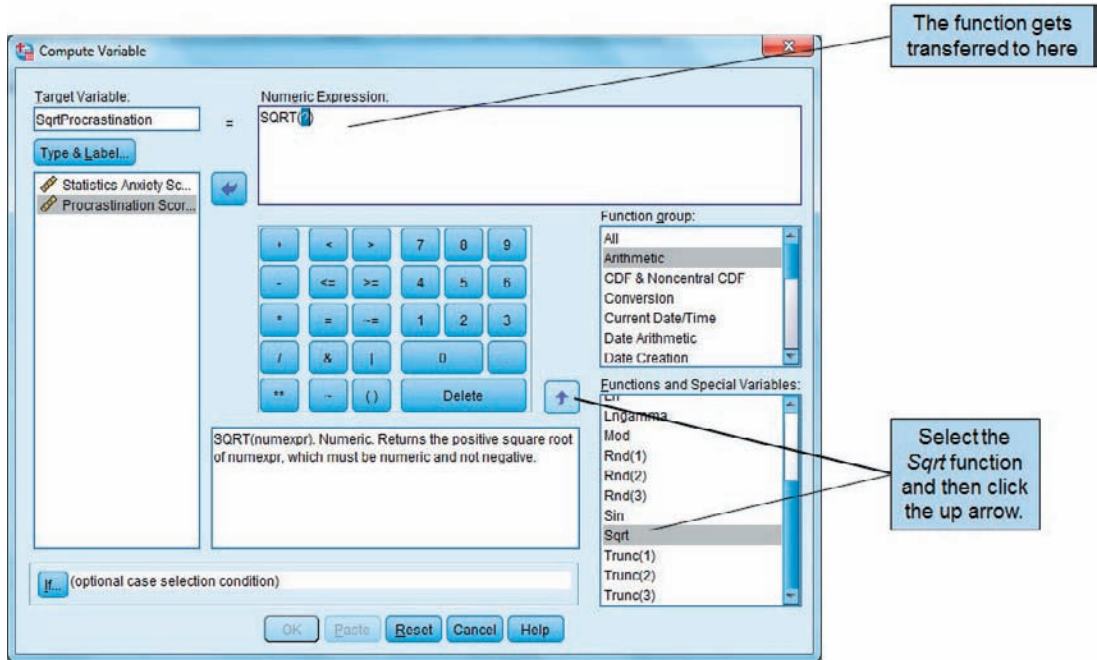 The function gets
transferred to here
Compute Variable
Target Variable:
Numeric Expression:
SqrtProcrastination
=
SQRT(?)
Type & Label...
Statistics Anxiety Sc...
Procrastination Scor...
Function group:
All
Arithmetic
CDF & Noncentral CDF
Conversion
Current Date/Time
Date Arithmetic
Date Creation
+ < > 7 8 9
- <= >= 4 5 6
* = ~= 1 2 3
/ & | 0 .
** ~ ( ) Delete
Functions and Special Variables:
Ln
Lngamma
Mod
Rnd(1)
Rnd(2)
Rnd(3)
Sin
Sqrt
Trunc(1)
Trunc(2)
Trunc(3)
SQRT(numexpr). Numeric. Returns the positive square root
of numexpr, which must be numeric and not negative.
Select the
Sqrt function
and then click
the up arrow.
If... (optional case selection condition)
OK Paste Reset Cancel Help